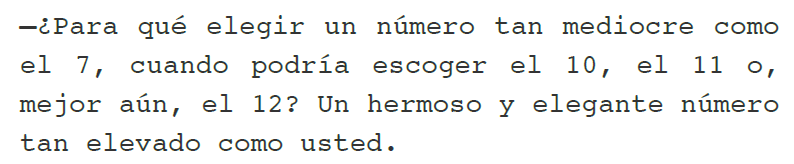 —¿Para qué elegir un número tan mediocre como
el 7, cuando podría escoger el 10, el 11 o,
mejor aún, el 12? Un hermoso y elegante número
tan elevado como usted.